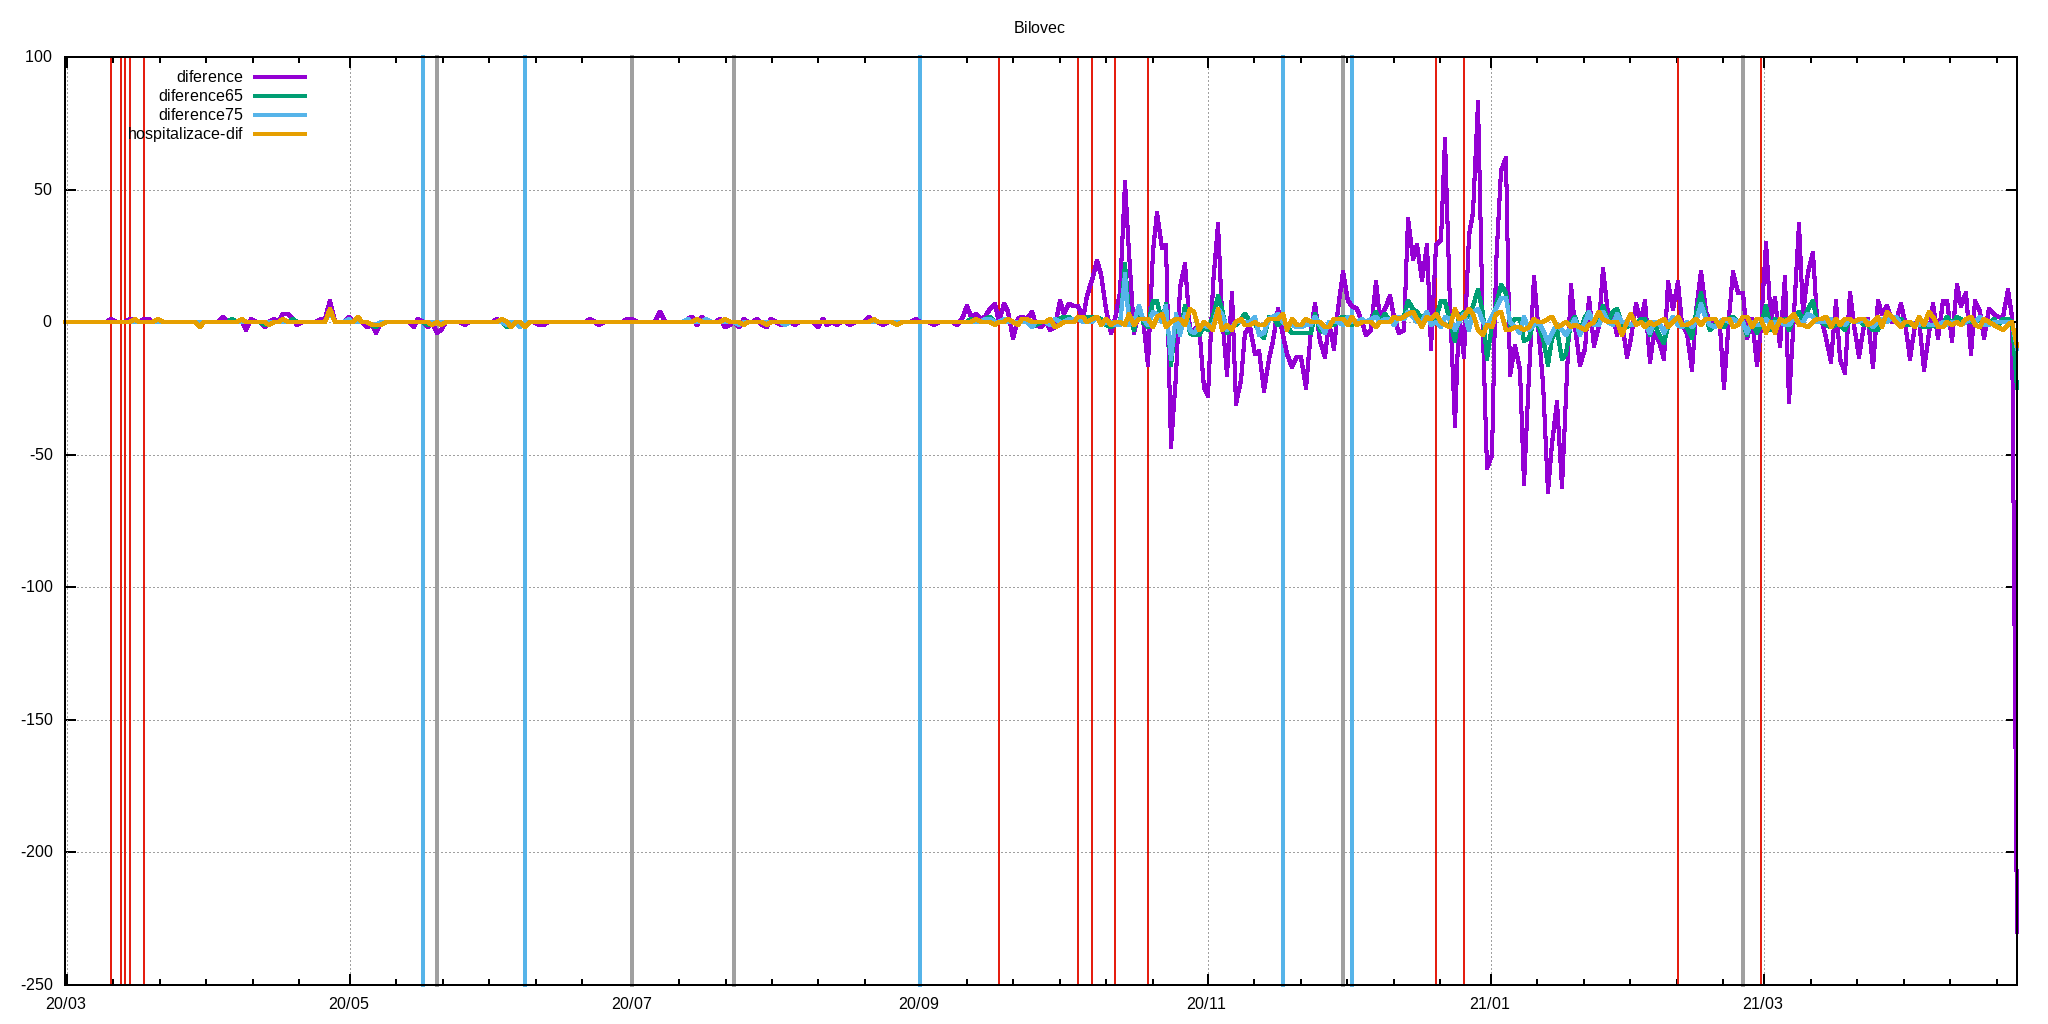 Bilovec
100
diference
diference65
diference75
hospitalizace-dif
50
0
-50
-100
-150
-200
-250
20/03 20/05 20/07 20/09 20/11 21/01 21/03